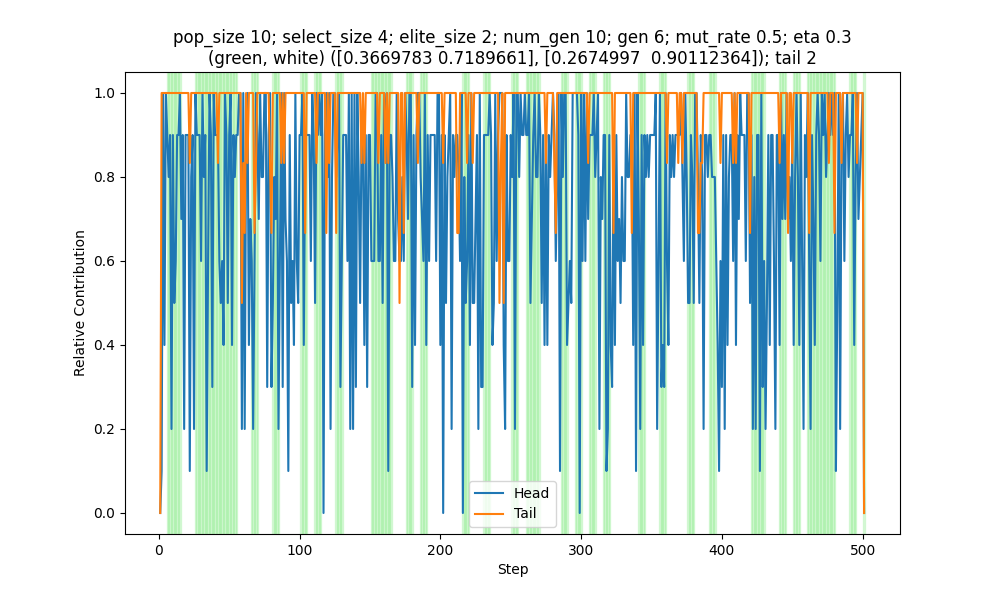 pop_size 10; select_size 4; elite_size 2; num_gen 10; gen 6; mut_rate 0.5; eta 0.3
(green, white) ([0.3669783 0.7189661], [0.2674997  0.90112364]); tail 2
Relative Contribution
1.0
0.8
0.6
0.4
0.2
0.0
Head
Tail
0 100 200 300 400 500
Step